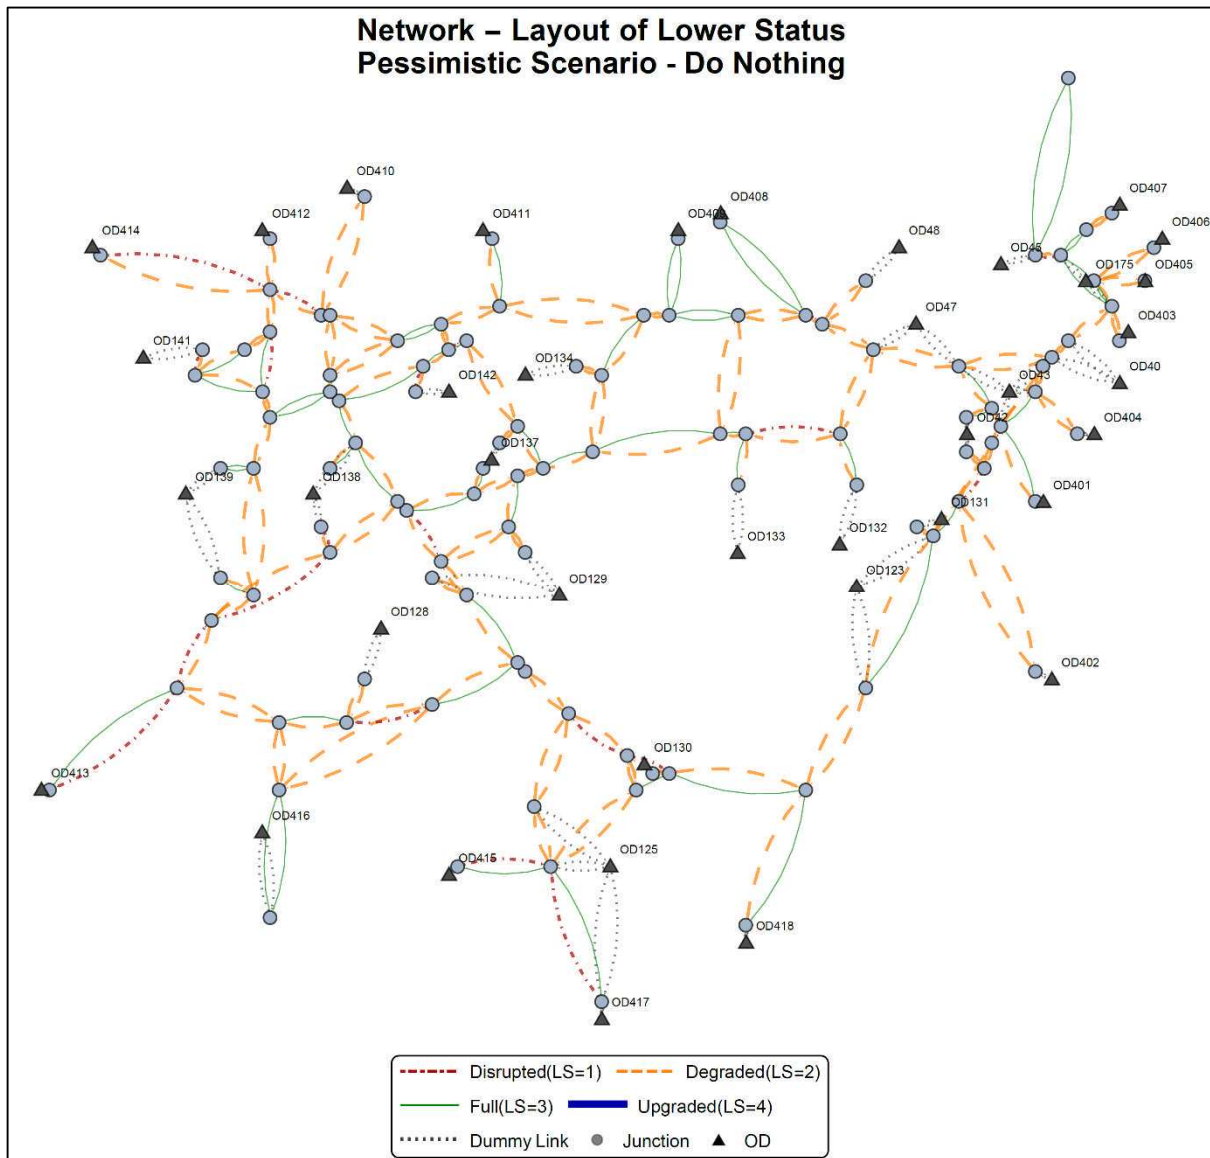 Network – Layout of Lower Status
Pessimistic Scenario - Do Nothing
OD407
OD410
OD408
OD412
OD411
OD406
OD414
OD48
OD45
OD175
OD405
OD47
OD403
OD141
OD134
OD142
OD43
OD40
OD42
OD404
OD137
OD139
OD138
OD401
OD131
OD133
OD132
OD123
OD129
OD128
OD402
OD130
OD413
OD416
OD415
OD125
OD418
OD417
Disrupted(LS=1)
Degraded(LS=2)
Full(LS=3)
Upgraded(LS=4)
Dummy Link
Junction
OD